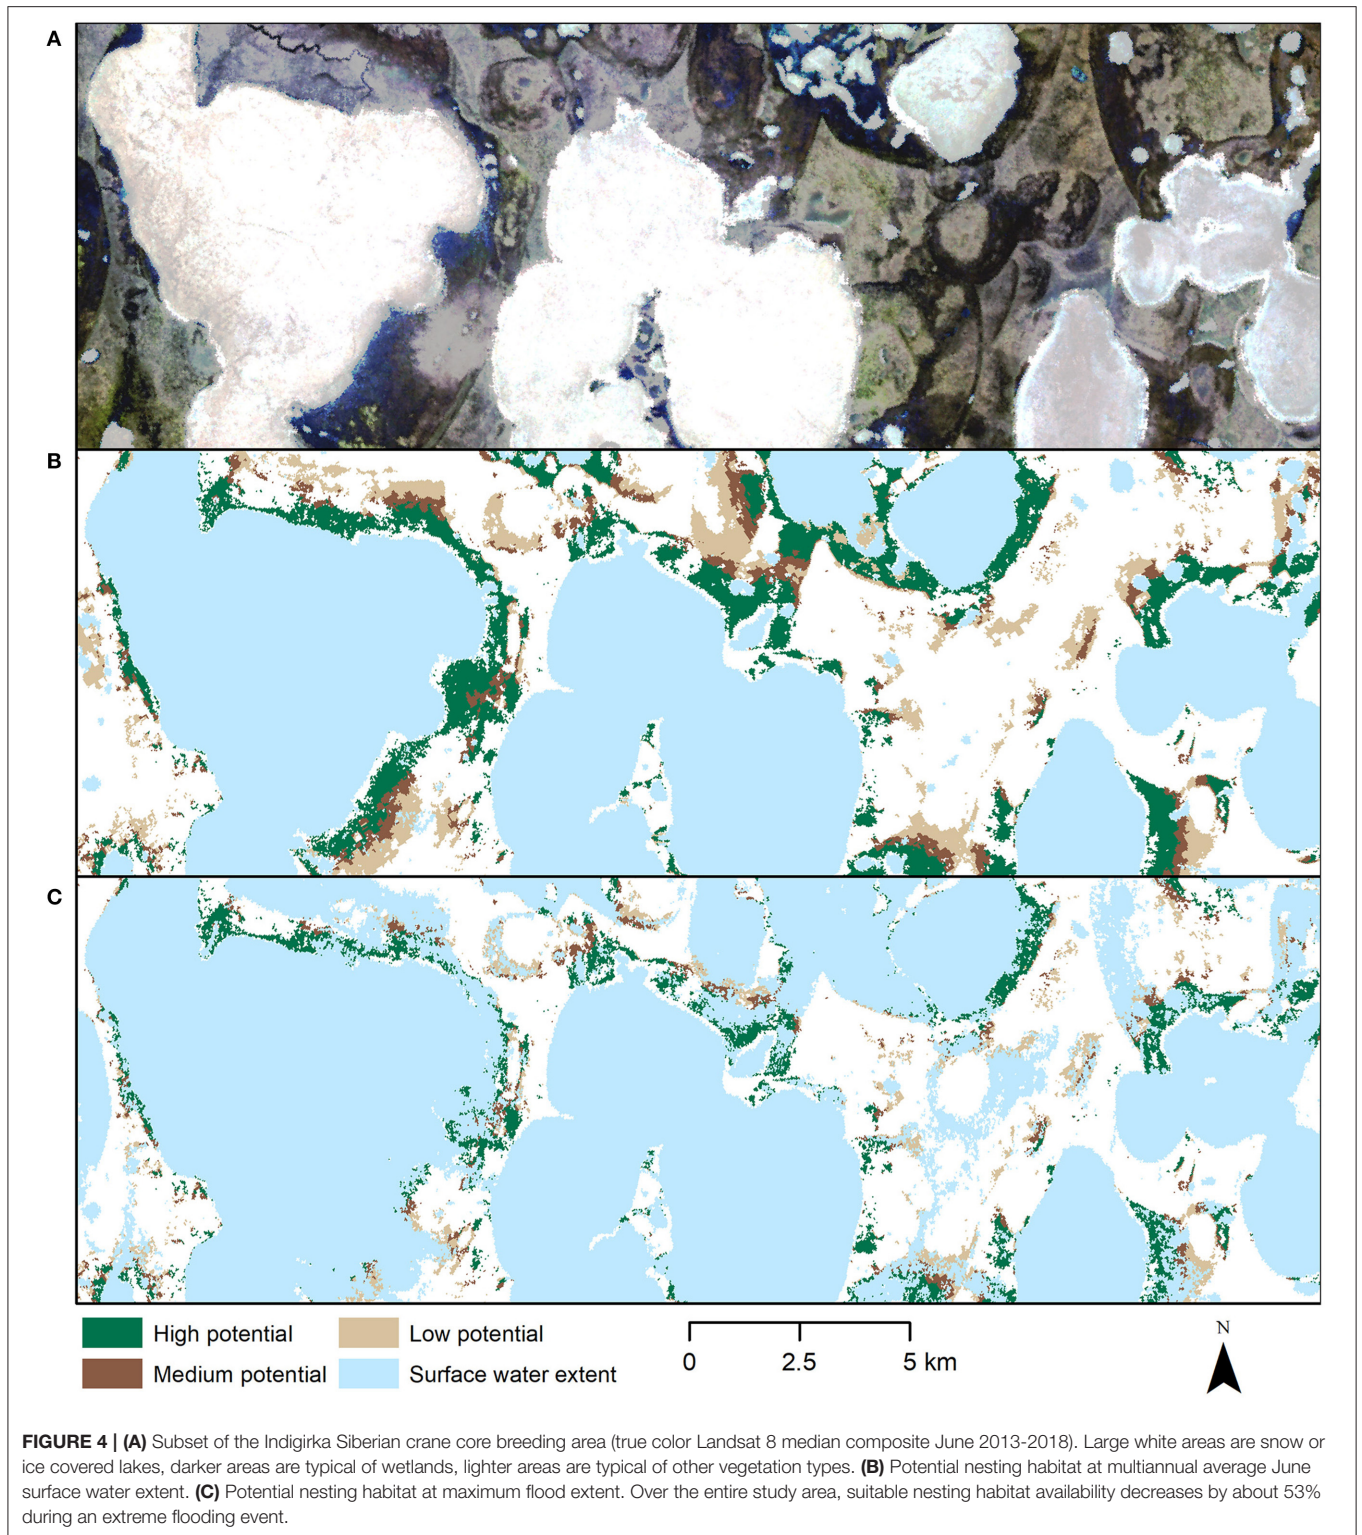 A
B
C
High potential
Low potential
Medium potential
Surface water extent
0 2.5 5 km
N
FIGURE 4 | (A) Subset of the Indigirka Siberian crane core breeding area (true color Landsat 8 median composite June 2013-2018). Large white areas are snow or
ice covered lakes, darker areas are typical of wetlands, lighter areas are typical of other vegetation types. (B) Potential nesting habitat at multiannual average June
surface water extent. (C) Potential nesting habitat at maximum flood extent. Over the entire study area, suitable nesting habitat availability decreases by about 53%
during an extreme flooding event.